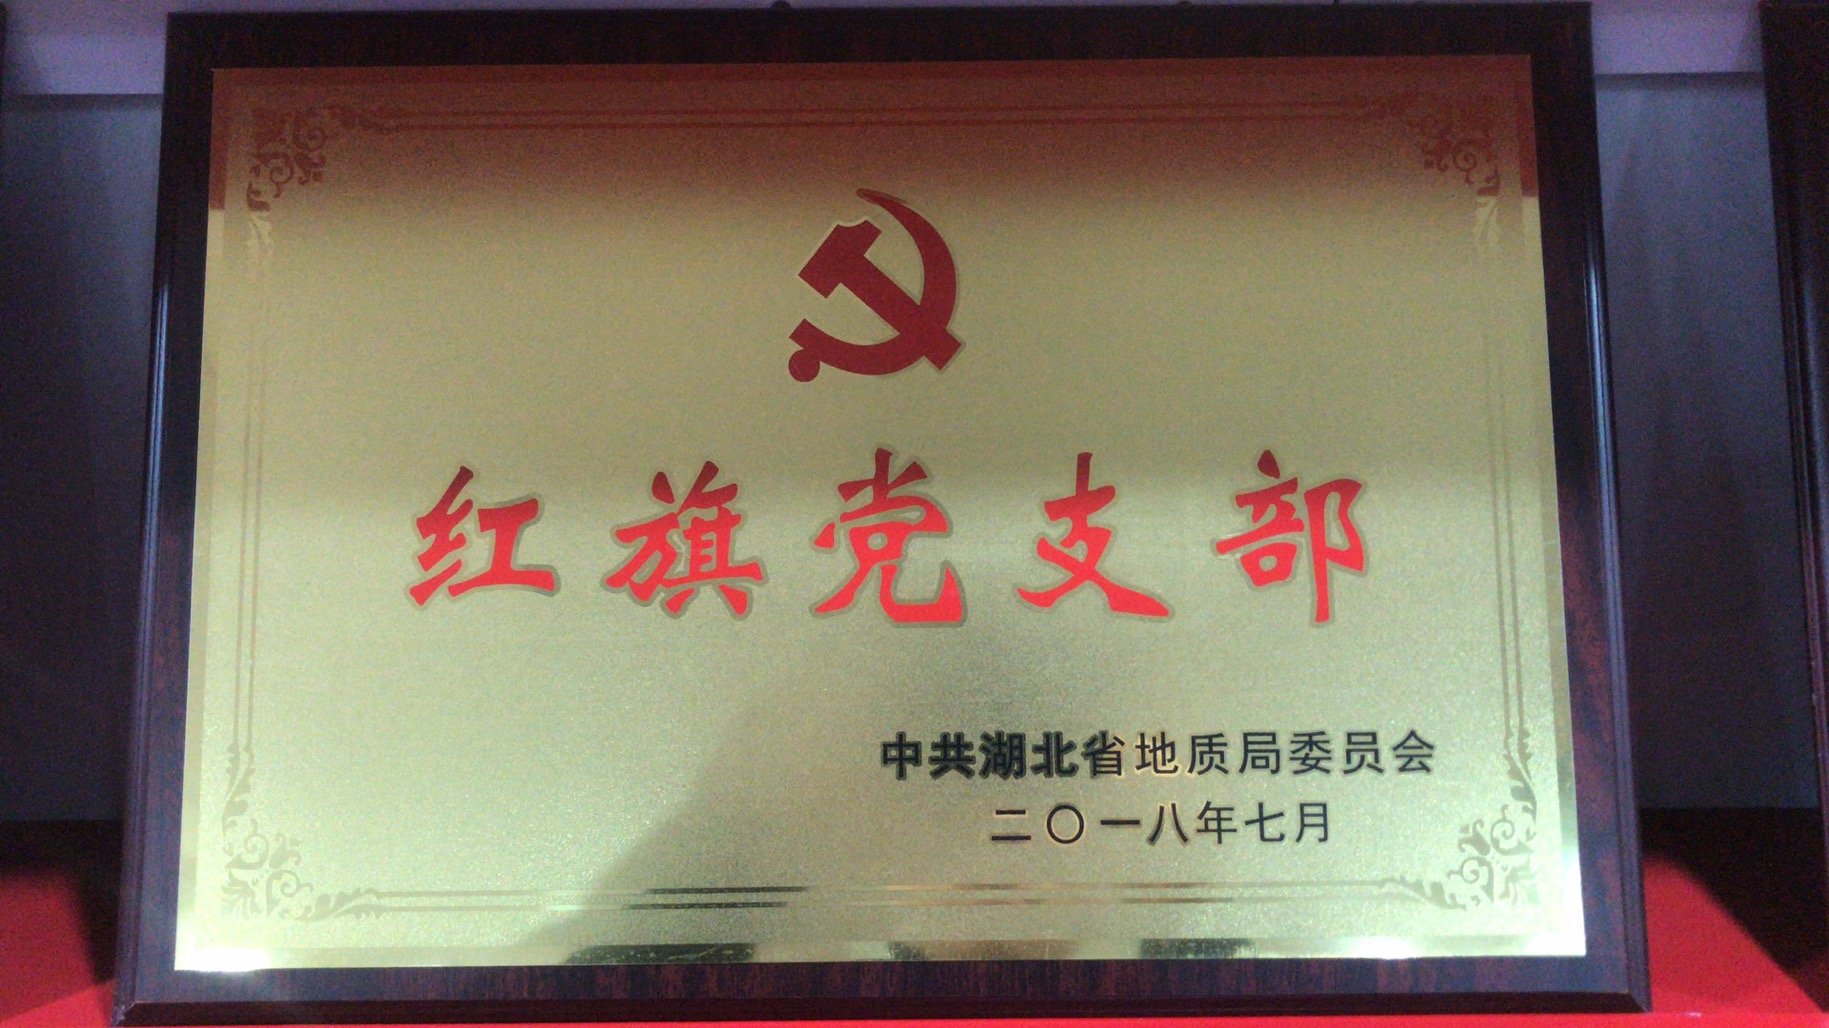 红旗党支部
中共湖北省地质局委员会
二〇一八年七月